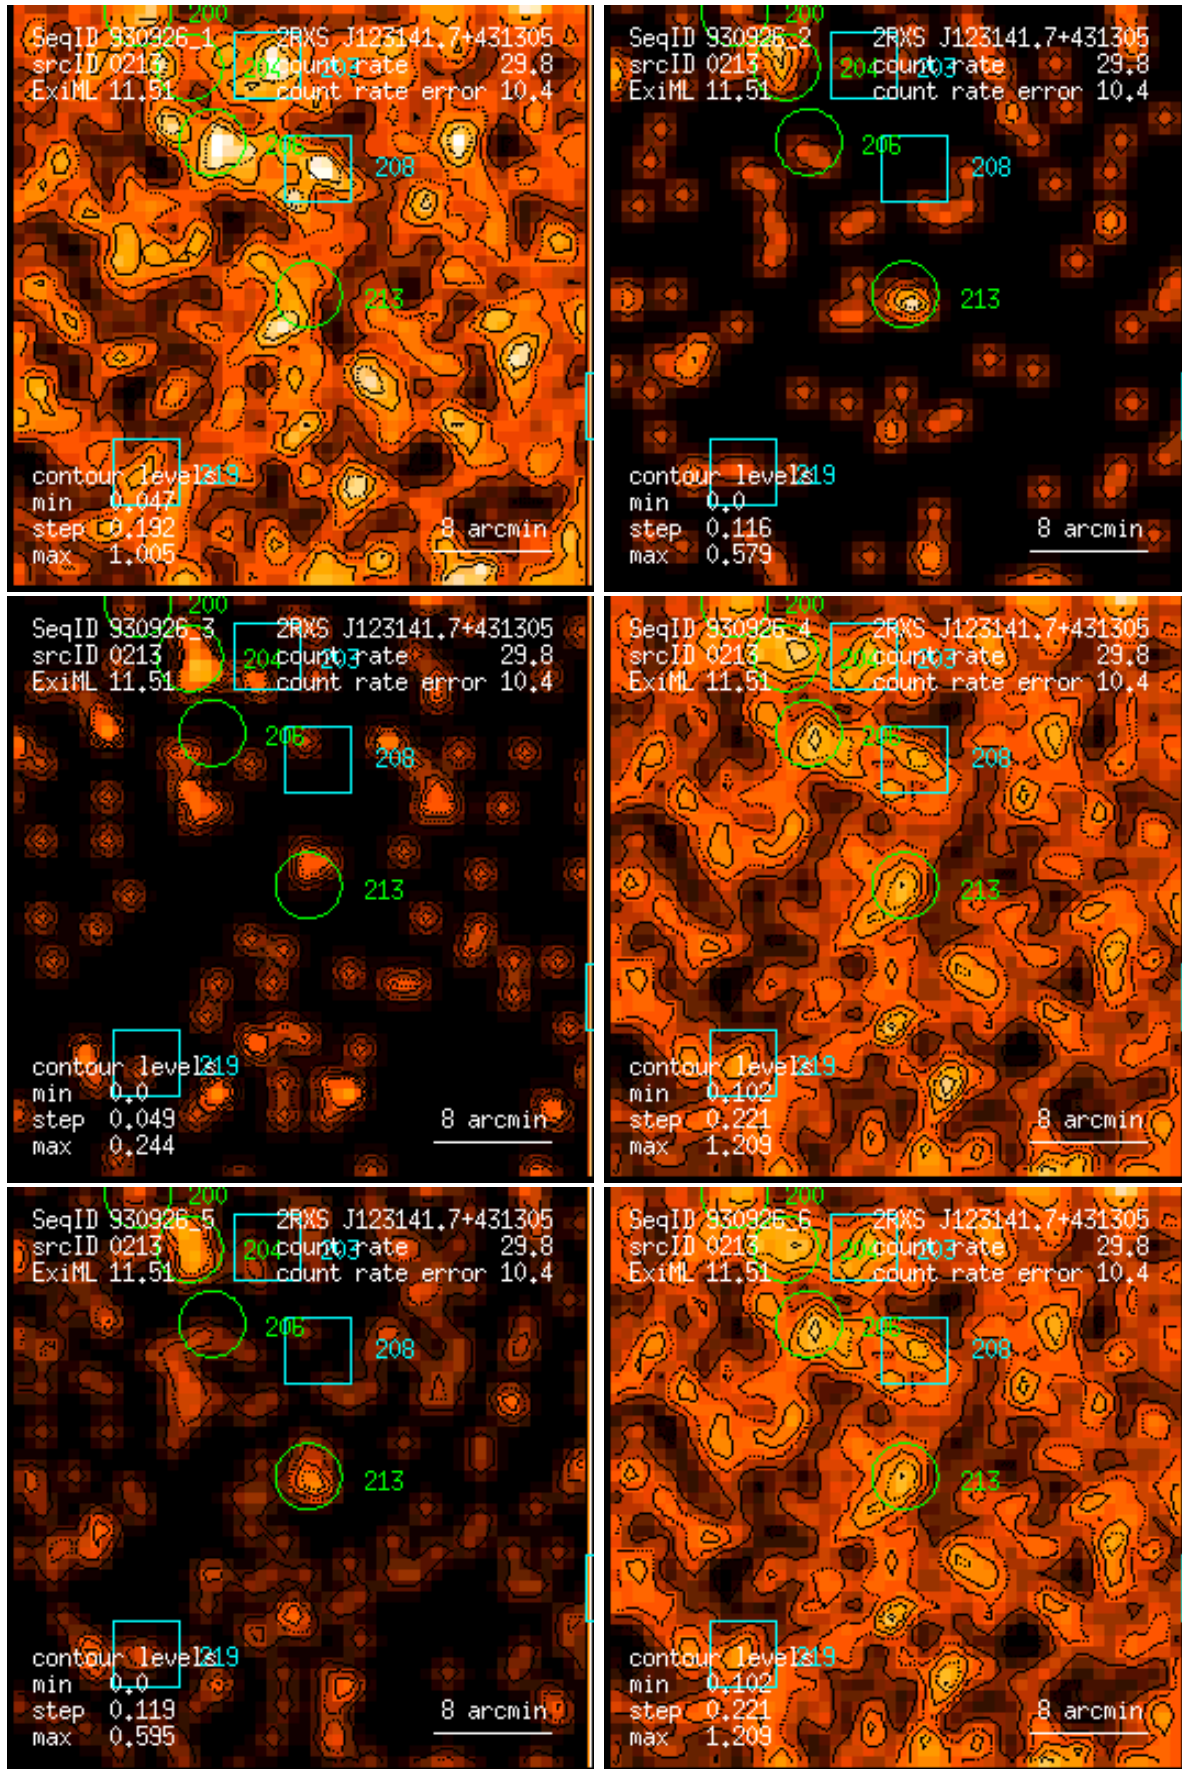 200
SeqID 930926_1 2RXS J123141.7+431305
srcID 0213 204 count rate 203 29.8
ExiML 11.51 count rate error 10.4
206
208
213
contour levels 219
min 0.047
step 0.192 8 arcmin
max 1.005
200
SeqID 930926_2 2RXS J123141.7+431305
srcID 0213 204 count rate 203 29.8
ExiML 11.51 count rate error 10.4
206
208
213
contour levels 219
min 0.0
step 0.116 8 arcmin
max 0.579
200
SeqID 930926_3 2RXS J123141.7+431305
srcID 0213 204 count rate 203 29.8
ExiML 11.51 count rate error 10.4
206
208
213
contour levels 219
min 0.0
step 0.049 8 arcmin
max 0.244
200
SeqID 930926_4 2RXS J123141.7+431305
srcID 0213 204 count rate 203 29.8
ExiML 11.51 count rate error 10.4
206
208
213
contour levels 219
min 0.102
step 0.221 8 arcmin
max 1.209
200
SeqID 930926_5 2RXS J123141.7+431305
srcID 0213 204 count rate 203 29.8
ExiML 11.51 count rate error 10.4
206
208
213
contour levels 219
min 0.0
step 0.119 8 arcmin
max 0.595
200
SeqID 930926_6 2RXS J123141.7+431305
srcID 0213 204 count rate 203 29.8
ExiML 11.51 count rate error 10.4
206
208
213
contour levels 219
min 0.102
step 0.221 8 arcmin
max 1.209